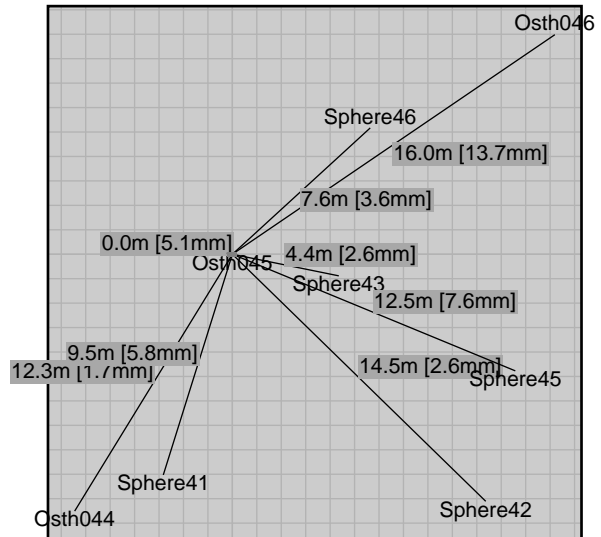 Osth046
Sphere46
16.0m [13.7mm]
7.6m [3.6mm]
0.0m [5.1mm]
4.4m [2.6mm]
Osth045
Sphere43
12.5m [7.6mm]
9.5m [5.8mm]
12.3m [1.7mm]
14.5m [2.6mm]
Sphere45
Sphere41
Sphere42
Osth044